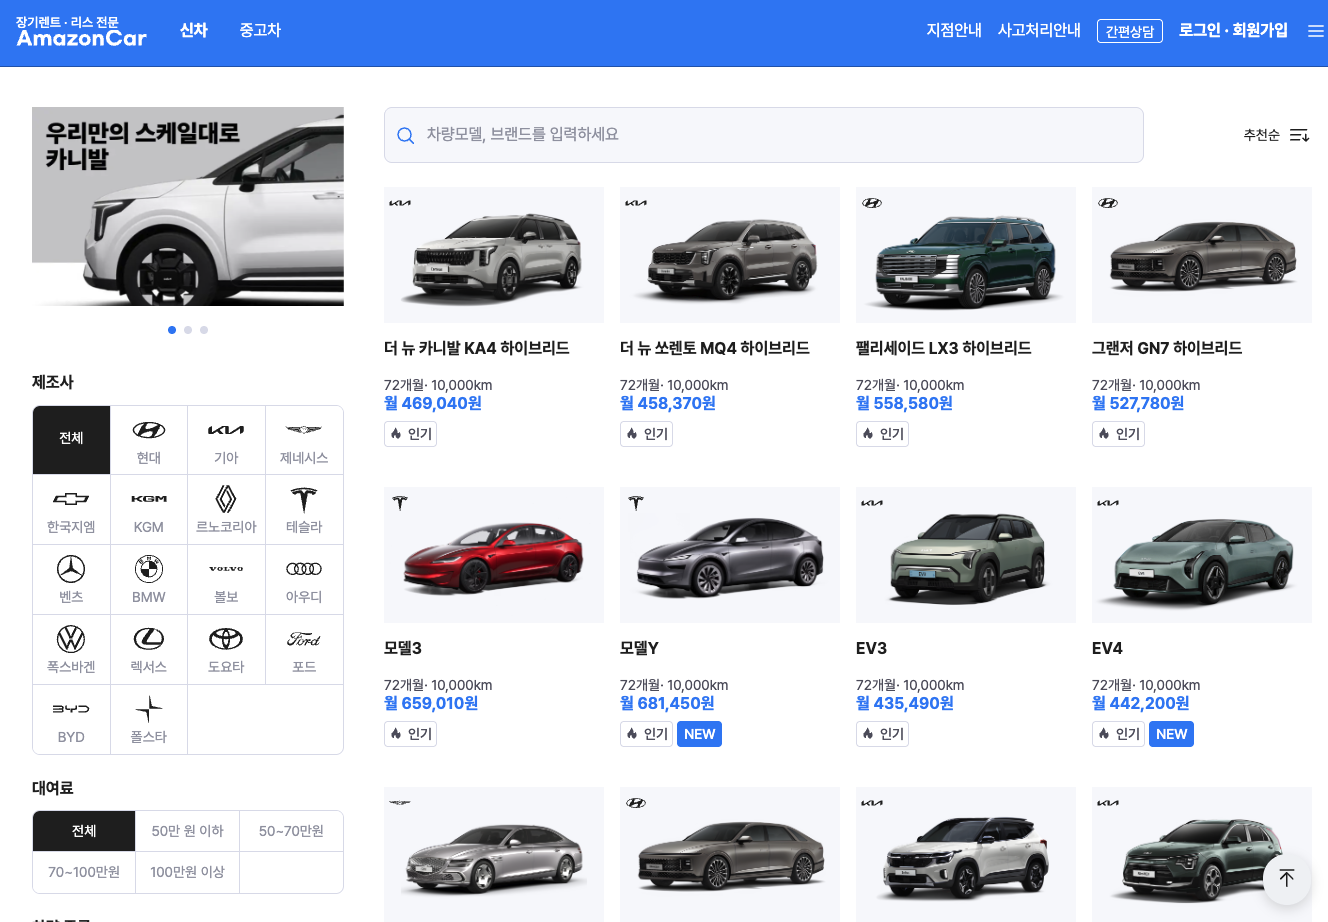 장기렌트 · 리스 전문
AmazonCar
신차
중고차
지점안내
사고처리안내
간편상담
로그인 · 회원가입
우리만의 스케일대로
카니발
차량모델, 브랜드를 입력하세요
추천순
더 뉴 카니발 KA4 하이브리드
72개월· 10,000km
월 469,040원
인기
더 뉴 쏘렌토 MQ4 하이브리드
72개월· 10,000km
월 458,370원
인기
팰리세이드 LX3 하이브리드
72개월· 10,000km
월 558,580원
인기
그랜저 GN7 하이브리드
72개월· 10,000km
월 527,780원
인기
제조사
전체
현대
기아
제네시스
한국지엠
KGM
KGM
르노코리아
테슬라
벤츠
BMW
VOLVO
볼보
아우디
폭스바겐
렉서스
도요타
Ford
포드
BYD
BYD
폴스타
모델3
72개월· 10,000km
월 659,010원
인기
모델Y
72개월· 10,000km
월 681,450원
인기
NEW
EV3
72개월· 10,000km
월 435,490원
인기
EV4
72개월· 10,000km
월 442,200원
인기
NEW
대여료
전체
50만 원 이하
50~70만원
70~100만원
100만원 이상